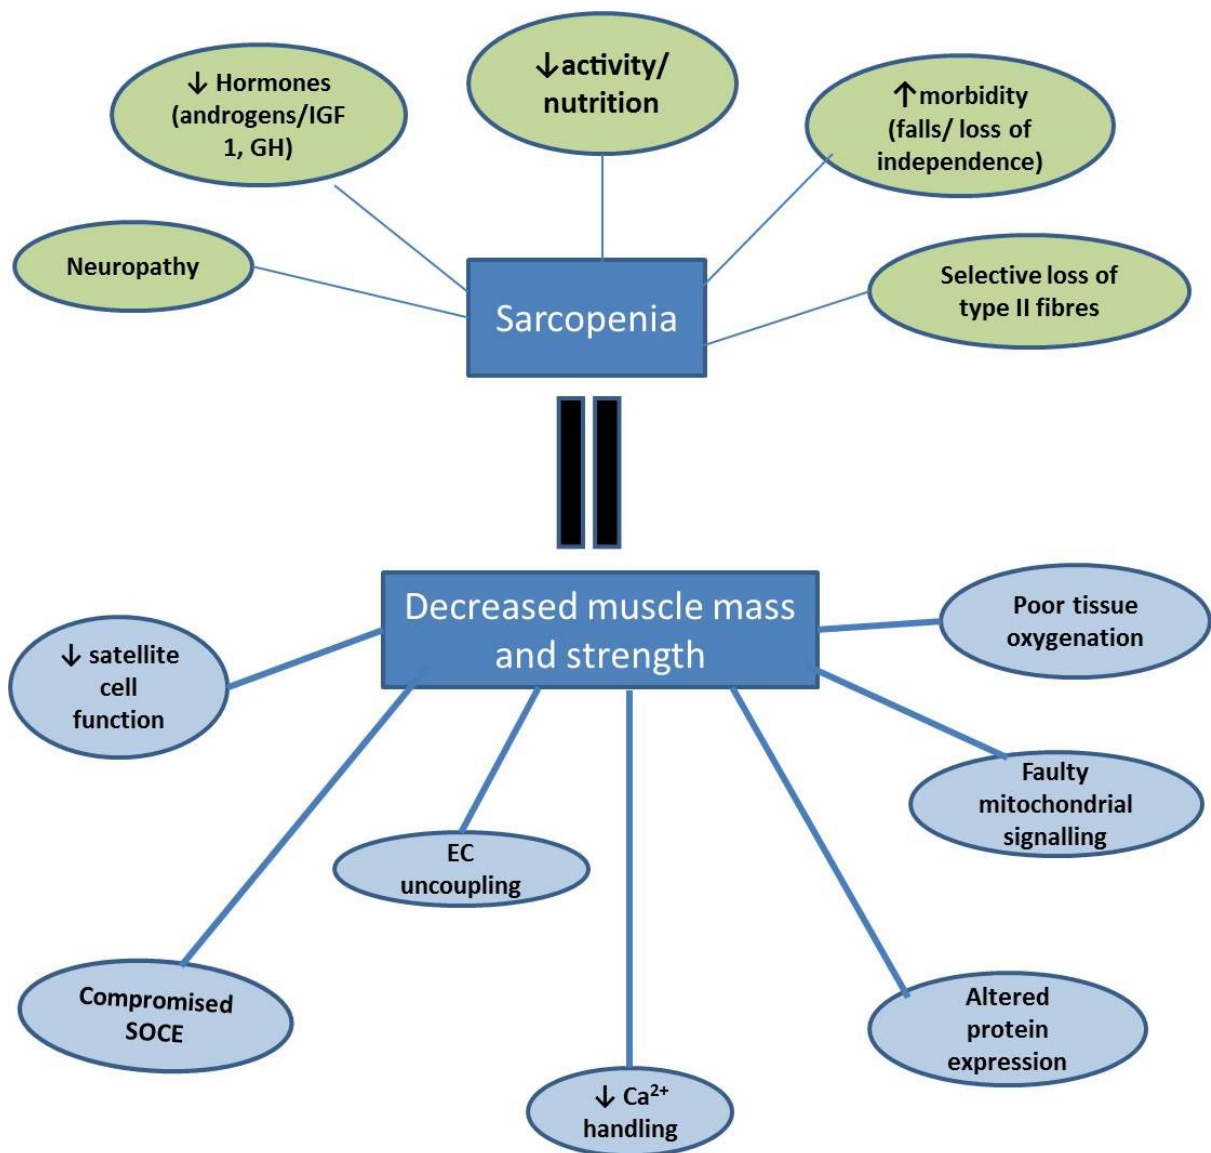 ↓ Hormones
(androgens/IGF
1, GH)
↓activity/
nutrition
↑morbidity
(falls/ loss of
independence)
Neuropathy
Selective loss of
type II fibres
Sarcopenia
Decreased muscle mass
and strength
Poor tissue
oxygenation
↓ satellite
cell
function
Faulty
mitochondrial
signalling
EC
uncoupling
Compromised
SOCE
Altered
protein
expression
↓ Ca²⁺
handling